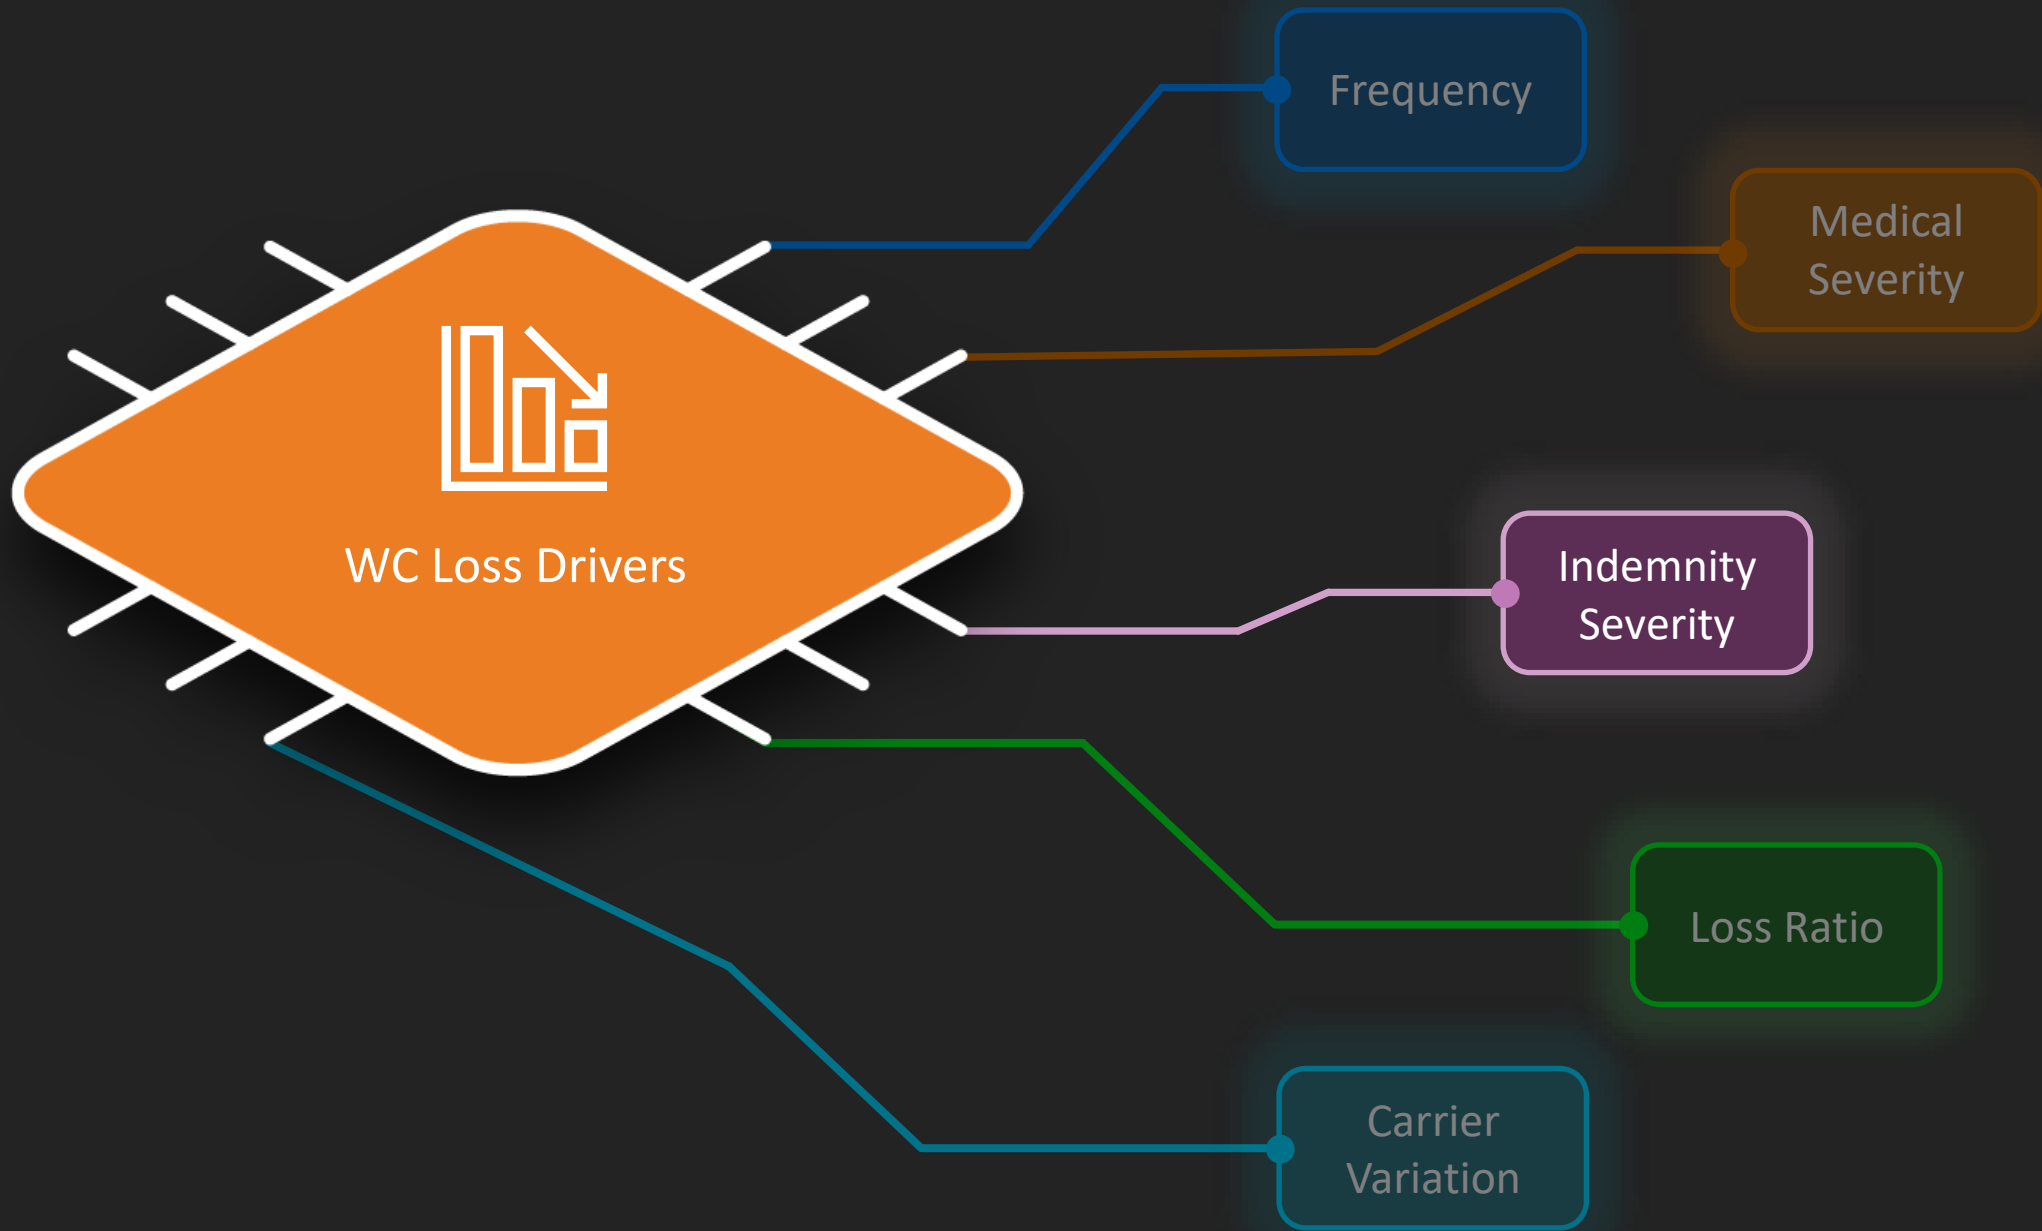 Frequency
Medical
Severity
WC Loss Drivers
Indemnity
Severity
Loss Ratio
Carrier
Variation